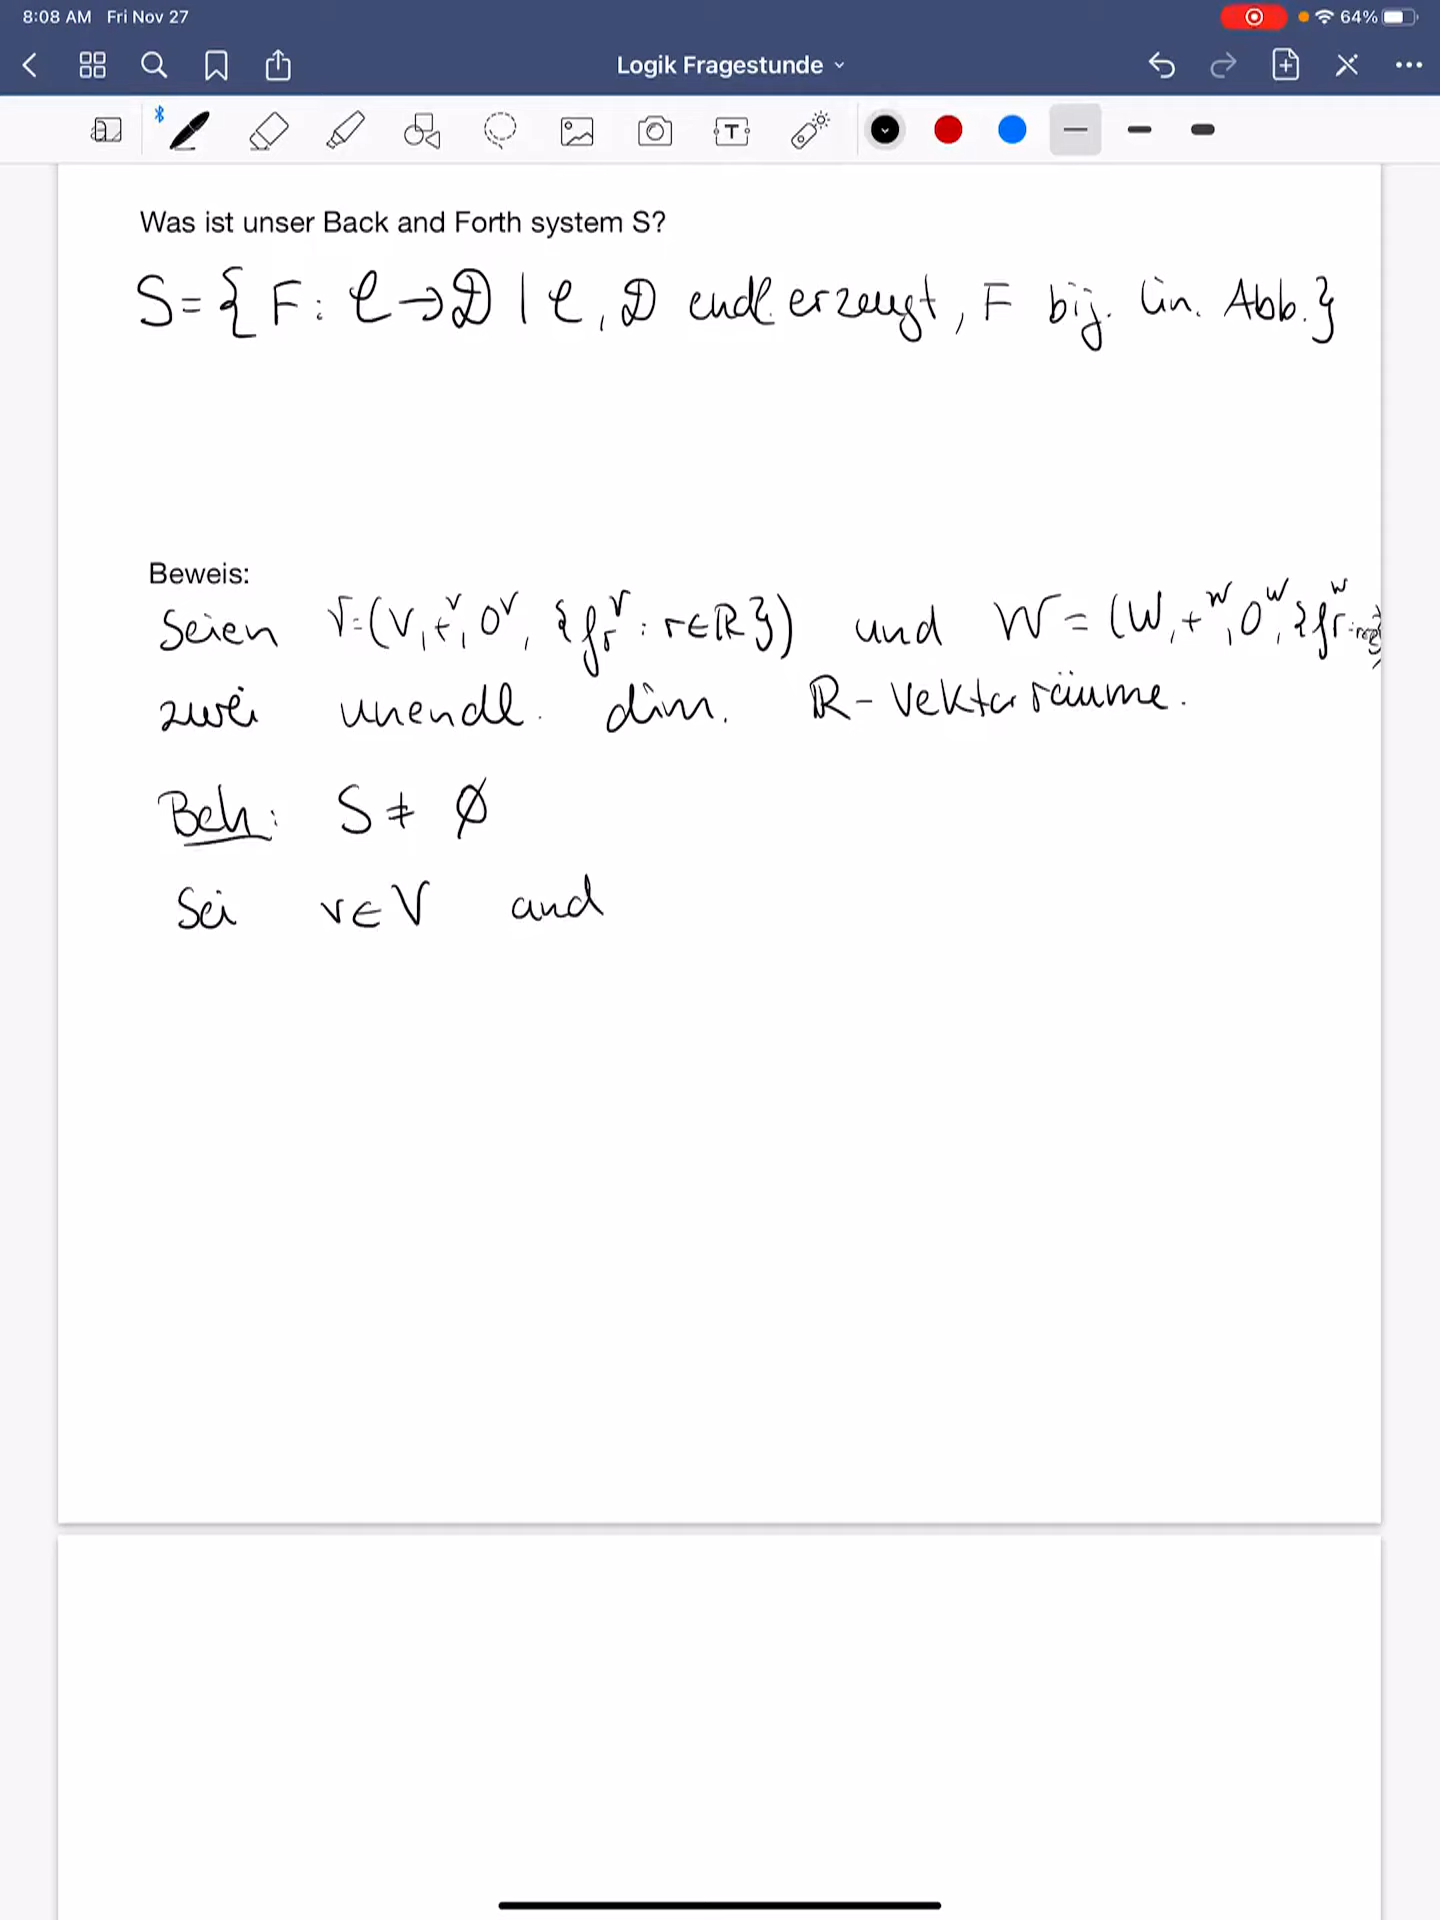 8:08 AM Fri Nov 27
64%
Logik Fragestunde
Was ist unser Back and Forth system S?
S = { F : C → D | C, D endl. erzeugt, F bij. lin. Abb. }
Beweis:
Seien V = (V, +^V, 0^V, {f_r^V : r ∈ ℝ}) und W = (W, +^W, 0^W, {f_r^W : r∈ℝ})
zwei unendl. dim. ℝ - Vektorräume.
Beh: S ≠ ∅
Sei v ∈ V and